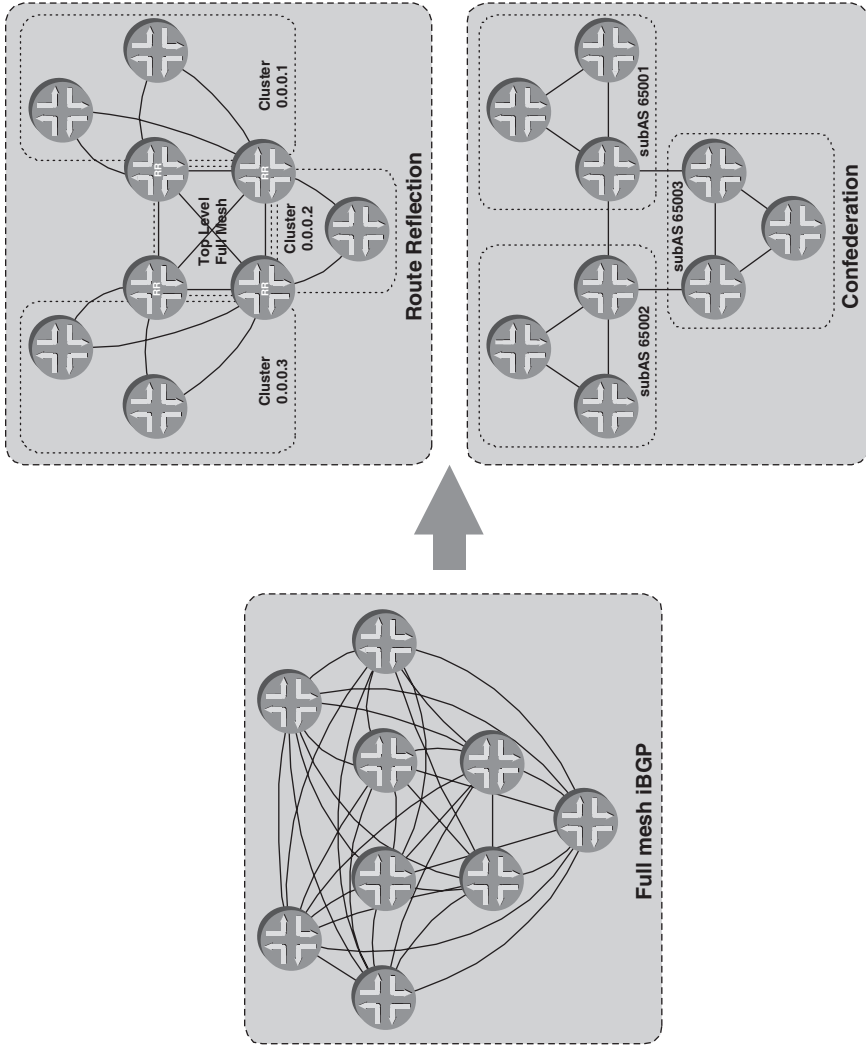 Cluster
0.0.0.1
RR
RR
Top Level
Full Mesh
Cluster
0.0.0.2
RR
RR
Cluster
0.0.0.3
Route Reflection
subAS 65001
subAS 65003
subAS 65002
Confederation
Full mesh iBGP